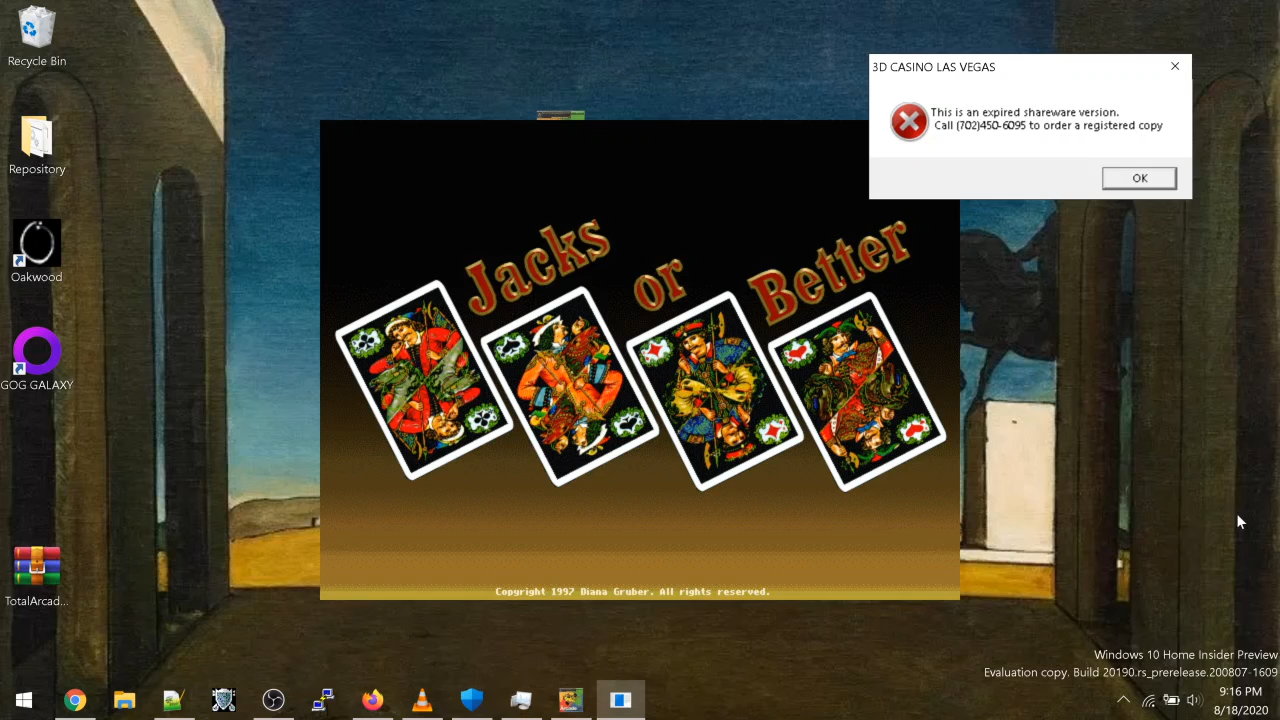 Recycle Bin
Repository
Oakwood
GOG GALAXY
TotalArcad...
3D CASINO LAS VEGAS
This is an expired shareware version.
Call (702)450-6095 to order a registered copy
OK
Jacks or Better
Copyright 1997 Diana Gruber. All rights reserved.
Windows 10 Home Insider Preview
Evaluation copy. Build 20190.rs_prerelease.200807-1609
Arcade
9:16 PM
8/18/2020